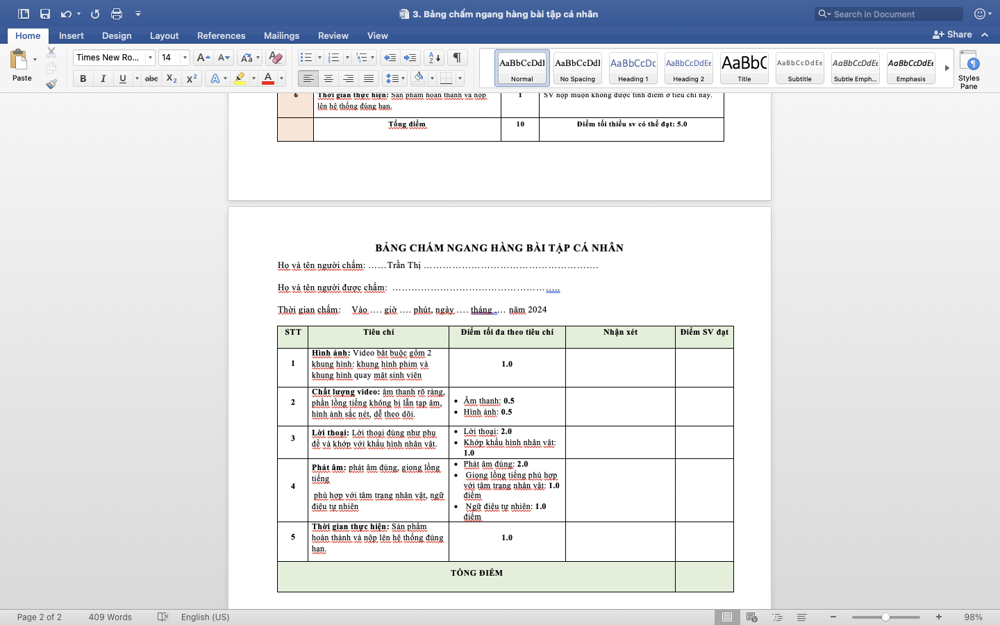 3. Bảng chấm ngang hàng bài tập cá nhân
Search in Document
Home Insert Design Layout References Mailings Review View
Share
Paste
Times New Ro... 14
B I U abc X2 X2 A A
AaBbCcDdI AaBbCcDdI AaBbCcDc AaBbCcDdEe AaBbC AaBbCcDdEe AaBbCcDdEe AaBbCcDdEe
Normal No Spacing Heading 1 Heading 2 Title Subtitle Subtle Emph... Emphasis
Styles Pane
6 Thời gian thực hiện: Sản phẩm hoàn thành và nộp 1 SV nộp muộn không được tính điểm ở tiêu chí này.
lên hệ thống đúng hạn.
Tổng điểm 10 Điểm tối thiểu sv có thể đạt: 5.0
BẢNG CHẤM NGANG HÀNG BÀI TẬP CÁ NHÂN
Họ và tên người chấm: ……Trần Thị ……………………………………………….
Họ và tên người được chấm: …………………………………………..
Thời gian chấm: Vào …. giờ …. phút, ngày …. tháng …. năm 2024
STT Tiêu chí Điểm tối đa theo tiêu chí Nhận xét Điểm SV đạt
1 Hình ảnh: Video bắt buộc gồm 2
khung hình: khung hình phim và
khung hình quay mặt sinh viên
1.0
2 Chất lượng video: âm thanh rõ ràng,
phần lồng tiếng không bị lẫn tạp âm,
hình ảnh sắc nét, dễ theo dõi.
• Âm thanh: 0.5
• Hình ảnh: 0.5
3 Lời thoại: Lời thoại đúng như phụ
đề và khớp với khẩu hình nhân vật.
• Lời thoại: 2.0
• Khớp khẩu hình nhân vật:
1.0
4 Phát âm: phát âm đúng, giọng lồng
tiếng
phù hợp với tâm trạng nhân vật, ngữ
điệu tự nhiên
• Phát âm đúng: 2.0
• Giọng lồng tiếng phù hợp
với tâm trạng nhân vật: 1.0
điểm
• Ngữ điệu tự nhiên: 1.0
điểm
5 Thời gian thực hiện: Sản phẩm
hoàn thành và nộp lên hệ thống đúng
hạn.
1.0
TỔNG ĐIỂM
Page 2 of 2 409 Words English (US) 98%